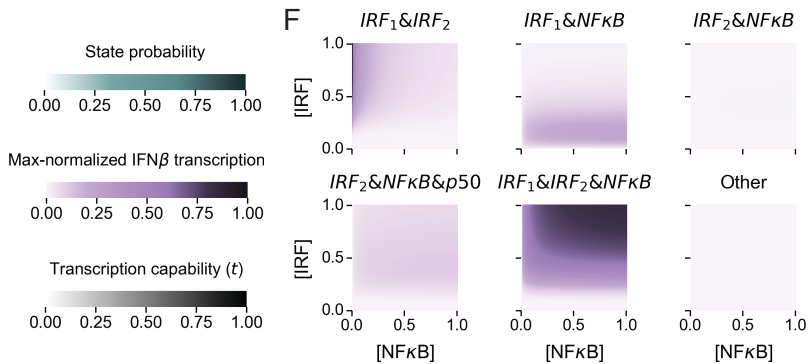 State probability
0.00 0.25 0.50 0.75 1.00
Max-normalized IFNβ transcription
0.00 0.25 0.50 0.75 1.00
Transcription capability (t)
0.00 0.25 0.50 0.75 1.00
F
IRF₁&IRF₂
IRF₁&NFκB
IRF₂&NFκB
[IRF]
1.0
0.5
0.0
IRF₂&NFκB&p50
IRF₁&IRF₂&NFκB
Other
[IRF]
1.0
0.5
0.0
0.0 0.5 1.0
0.0 0.5 1.0
0.0 0.5 1.0
[NFκB]
[NFκB]
[NFκB]